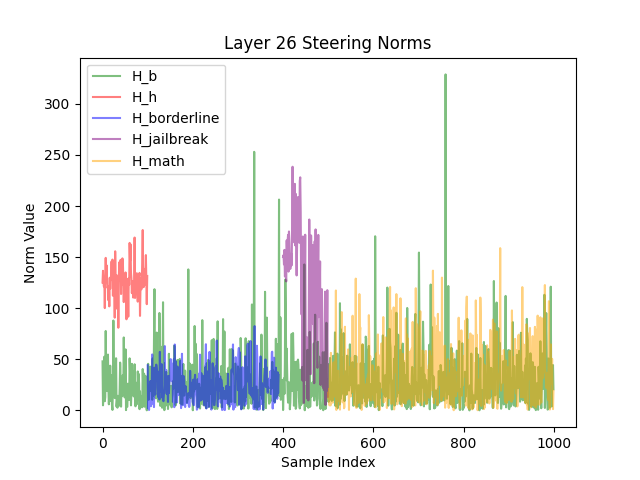 Layer 26 Steering Norms
H_b
H_h
H_borderline
H_jailbreak
H_math
Norm Value
300
250
200
150
100
50
0
0 200 400 600 800 1000
Sample Index